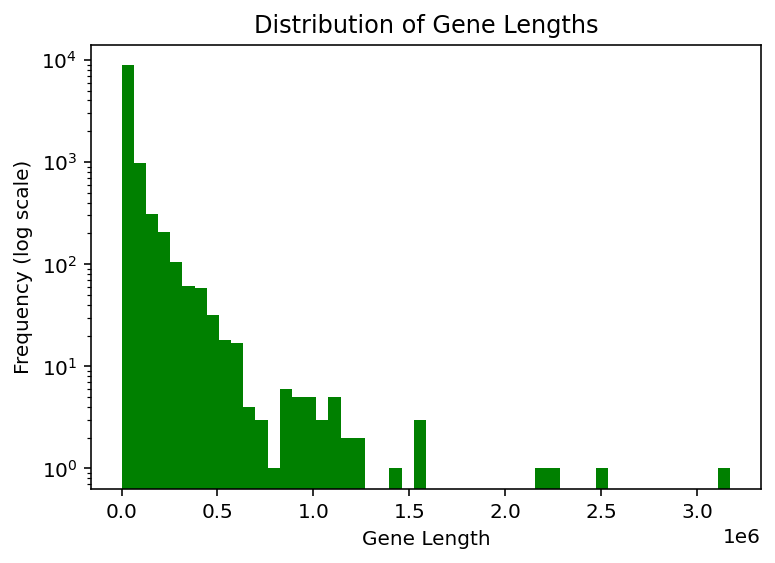 Distribution of Gene Lengths
Frequency (log scale)
10⁴
10³
10²
10¹
10⁰
0.0 0.5 1.0 1.5 2.0 2.5 3.0
1e6
Gene Length